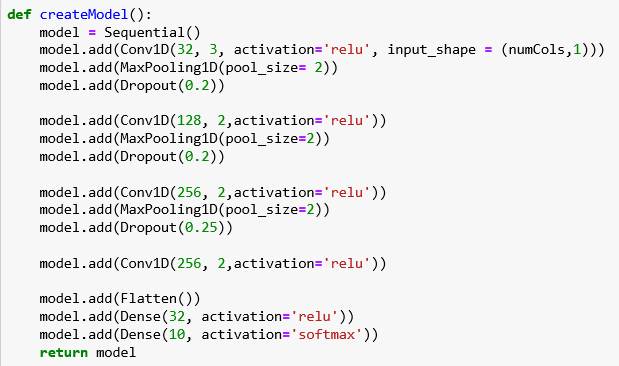 def createModel():
    model = Sequential()
    model.add(Conv1D(32, 3, activation='relu', input_shape = (numCols,1)))
    model.add(MaxPooling1D(pool_size= 2))
    model.add(Dropout(0.2))

    model.add(Conv1D(128, 2,activation='relu'))
    model.add(MaxPooling1D(pool_size=2))
    model.add(Dropout(0.2))

    model.add(Conv1D(256, 2,activation='relu'))
    model.add(MaxPooling1D(pool_size=2))
    model.add(Dropout(0.25))

    model.add(Conv1D(256, 2,activation='relu'))

    model.add(Flatten())
    model.add(Dense(32, activation='relu'))
    model.add(Dense(10, activation='softmax'))
    return model